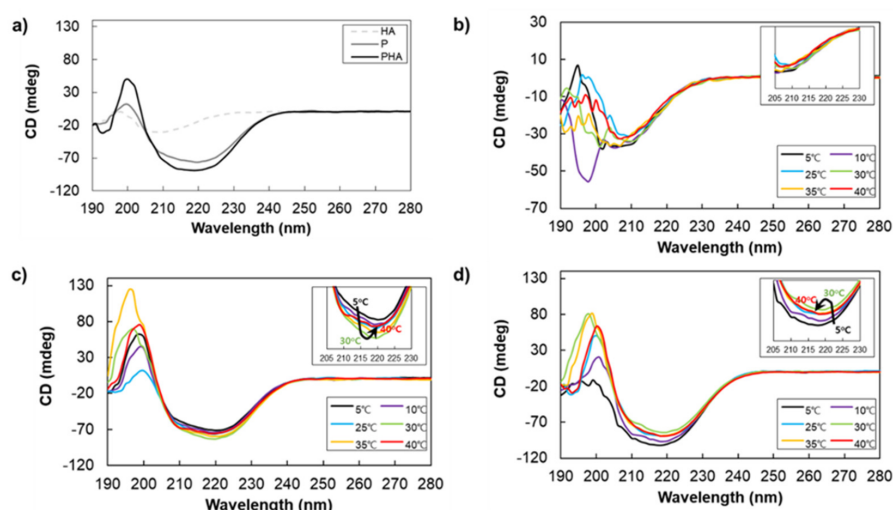 a)
CD (mdeg)
130
80
30
-20
-70
-120
190 200 210 220 230 240 250 260 270 280
Wavelength (nm)
HA
P
PHA
b)
CD (mdeg)
30
10
-10
-30
-50
-70
190 200 210 220 230 240 250 260 270 280
Wavelength (nm)
205 210 215 220 225 230
5℃ 10℃
25℃ 30℃
35℃ 40℃
c)
CD (mdeg)
130
80
30
-20
-70
-120
190 200 210 220 230 240 250 260 270 280
Wavelength (nm)
5°C
40°C
30°C
205 210 215 220 225 230
5℃ 10℃
25℃ 30℃
35℃ 40℃
d)
CD (mdeg)
130
80
30
-20
-70
-120
190 200 210 220 230 240 250 260 270 280
Wavelength (nm)
30°C
40°C
5°C
205 210 215 220 225 230
5℃ 10℃
25℃ 30℃
35℃ 40℃